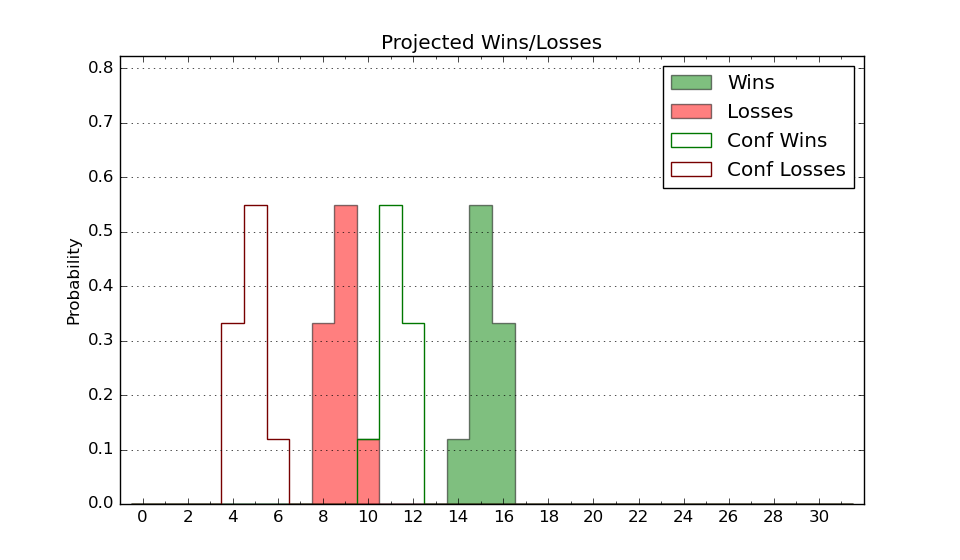 Projected Wins/Losses
Wins
Losses
Conf Wins
Conf Losses
Probability
0.8
0.7
0.6
0.5
0.4
0.3
0.2
0.1
0.0
0 2 4 6 8 10 12 14 16 18 20 22 24 26 28 30